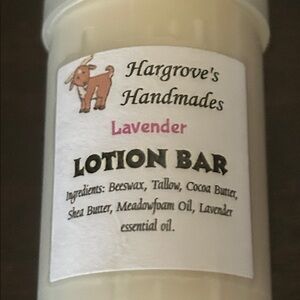 Hargrove's
Handmades
Lavender
LOTION BAR
Ingredients: Beeswax, Tallow, Cocoa Butter,
Shea Butter, Meadowfoam Oil, Lavender
essential oil.